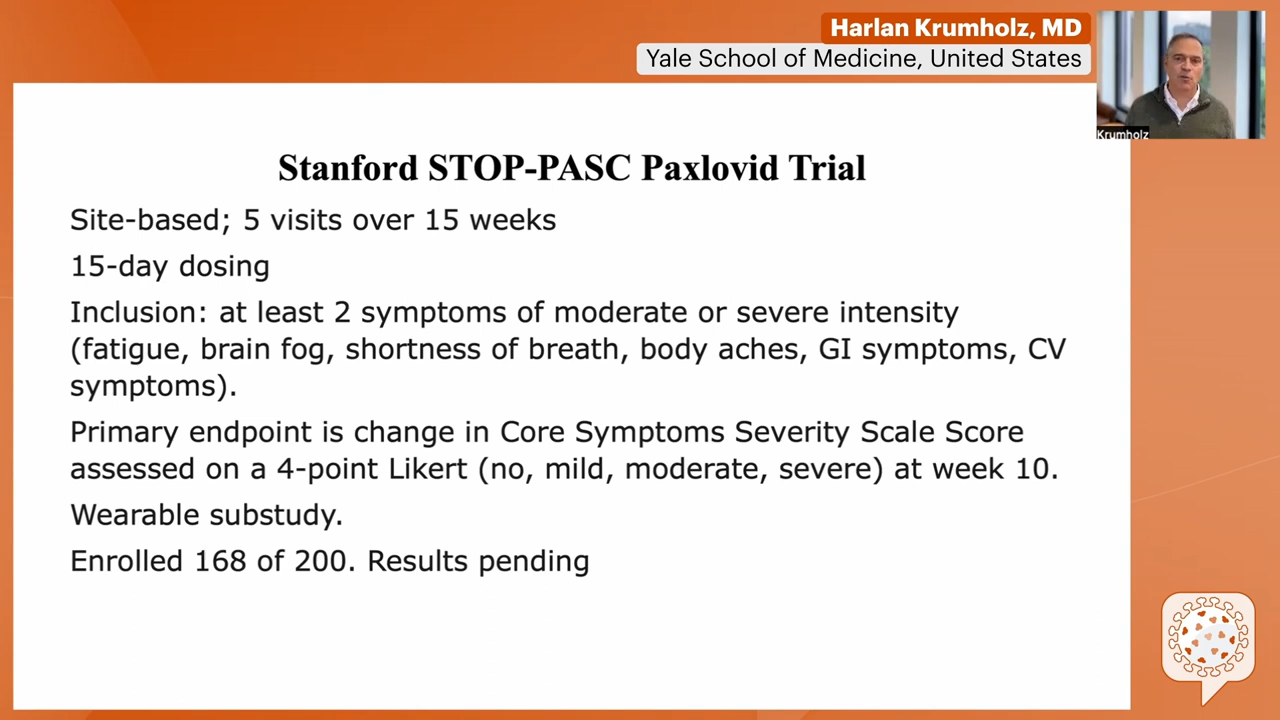 Harlan Krumholz, MD
Yale School of Medicine, United States
Krumholz
Stanford STOP-PASC Paxlovid Trial
Site-based; 5 visits over 15 weeks
15-day dosing
Inclusion: at least 2 symptoms of moderate or severe intensity
(fatigue, brain fog, shortness of breath, body aches, GI symptoms, CV
symptoms).
Primary endpoint is change in Core Symptoms Severity Scale Score
assessed on a 4-point Likert (no, mild, moderate, severe) at week 10.
Wearable substudy.
Enrolled 168 of 200. Results pending